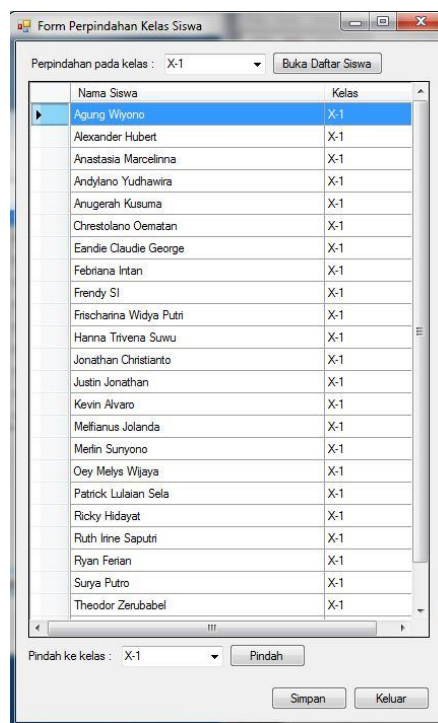 Form Perpindahan Kelas Siswa
Perpindahan pada kelas : X-1 Buka Daftar Siswa
Nama Siswa Kelas
Agung Wiyono X-1
Alexander Hubert X-1
Anastasia Marcelinna X-1
Andylano Yudhawira X-1
Anugerah Kusuma X-1
Chrestolano Oematan X-1
Eandie Claudie George X-1
Febriana Intan X-1
Frendy SI X-1
Frischarina Widya Putri X-1
Hanna Trivena Suwu X-1
Jonathan Christianto X-1
Justin Jonathan X-1
Kevin Alvaro X-1
Melfianus Jolanda X-1
Merlin Sunyono X-1
Oey Melys Wijaya X-1
Patrick Lulaian Sela X-1
Ricky Hidayat X-1
Ruth Irine Saputri X-1
Ryan Ferian X-1
Surya Putro X-1
Theodor Zerubabel X-1
Pindah ke kelas : X-1 Pindah
Simpan Keluar